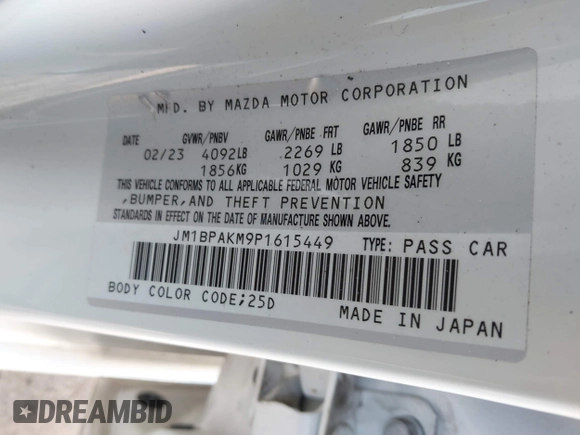 MFD. BY MAZDA MOTOR CORPORATION
DATE GVWR/PNBV GAWR/PNBE FRT GAWR/PNBE RR
02/23 4092LB 2269 LB 1850 LB
1856KG 1029 KG 839 KG
THIS VEHICLE CONFORMS TO ALL APPLICABLE FEDERAL MOTOR VEHICLE SAFETY
,BUMPER,AND THEFT PREVENTION
STANDARDS IN EFFECT ON THE DATE OF MANUFACTURE SHOWN ABOVE.
JM1BPAKM9P1615449 TYPE: PASS CAR
BODY COLOR CODE;25D
MADE IN JAPAN
DREAMBID